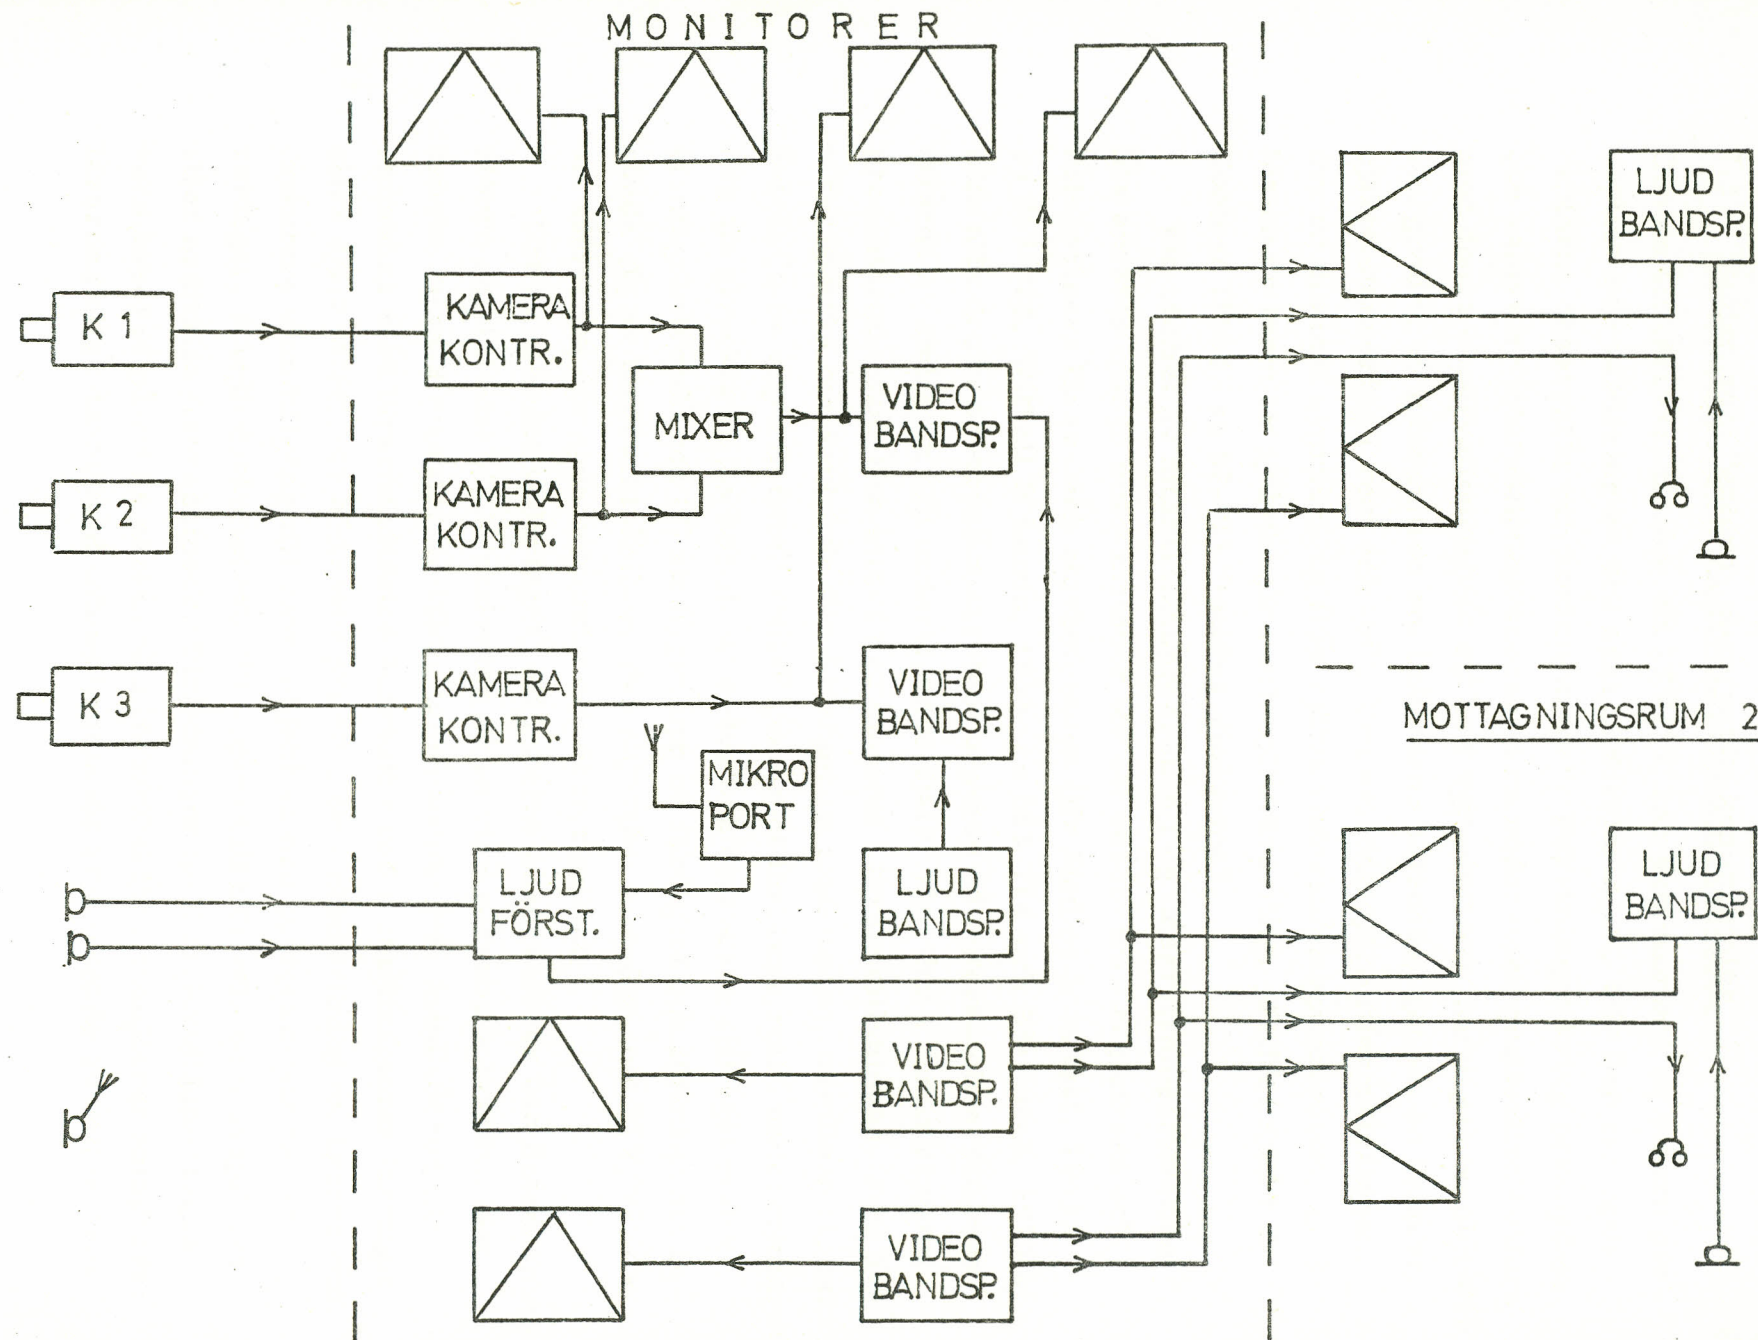 MONITORER
LJUD
BANDSP.
K 1
KAMERA
KONTR.
MIXER
VIDEO
BANDSP.
K 2
KAMERA
KONTR.
K 3
KAMERA
KONTR.
VIDEO
BANDSP.
MOTTAGNINGSRUM 2
MIKRO
PORT
LJUD
FÖRST.
LJUD
BANDSP.
LJUD
BANDSP.
VIDEO
BANDSP.
VIDEO
BANDSP.